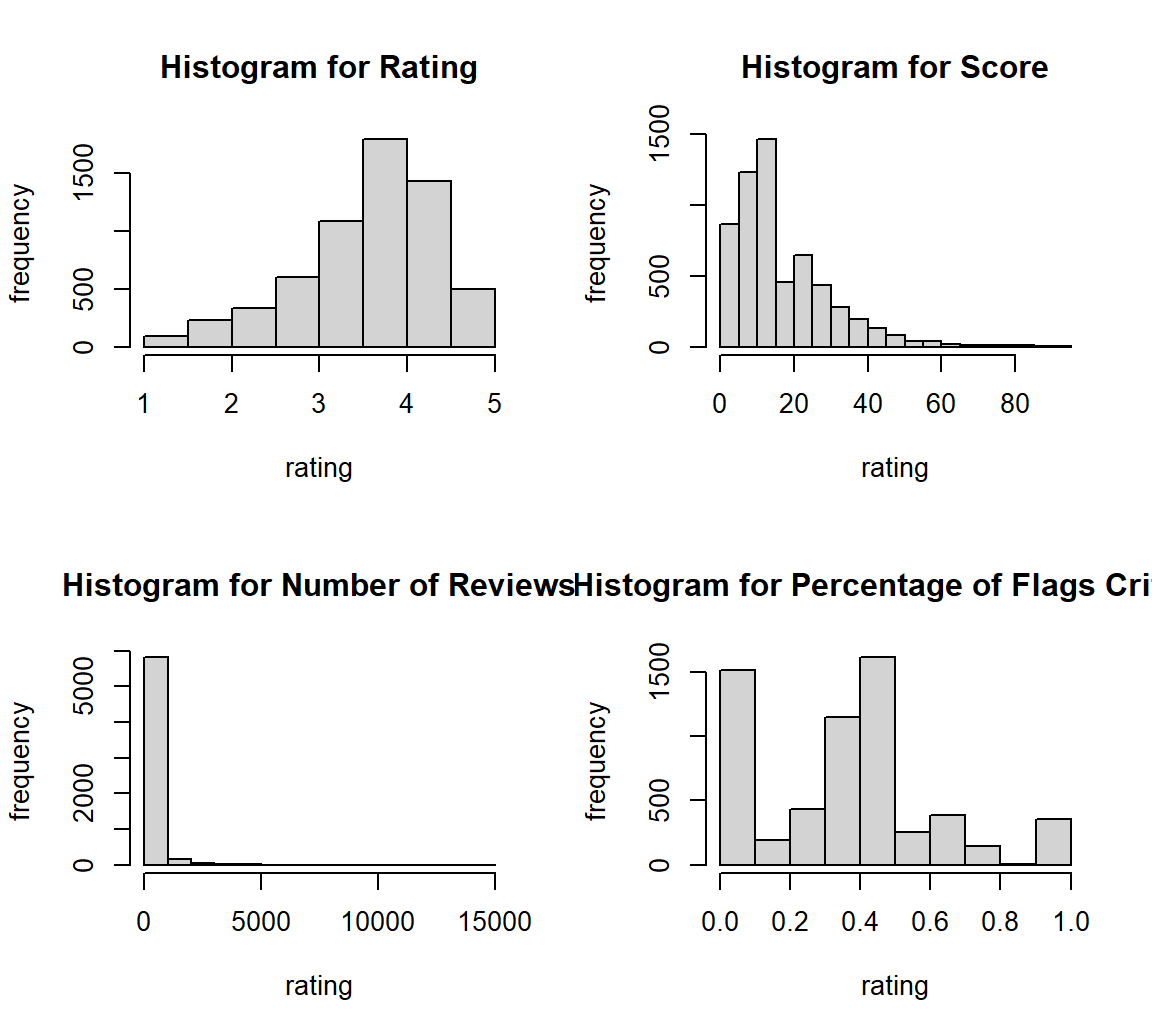 Histogram for Rating
frequency
0
500
1500
1 2 3 4 5
rating
Histogram for Score
frequency
0
500
1500
0 20 40 60 80
rating
Histogram for Number of Reviews
frequency
0
2000
5000
0 5000 10000 15000
rating
Histogram for Percentage of Flags Cri
frequency
0
500
1500
0.0 0.2 0.4 0.6 0.8 1.0
rating